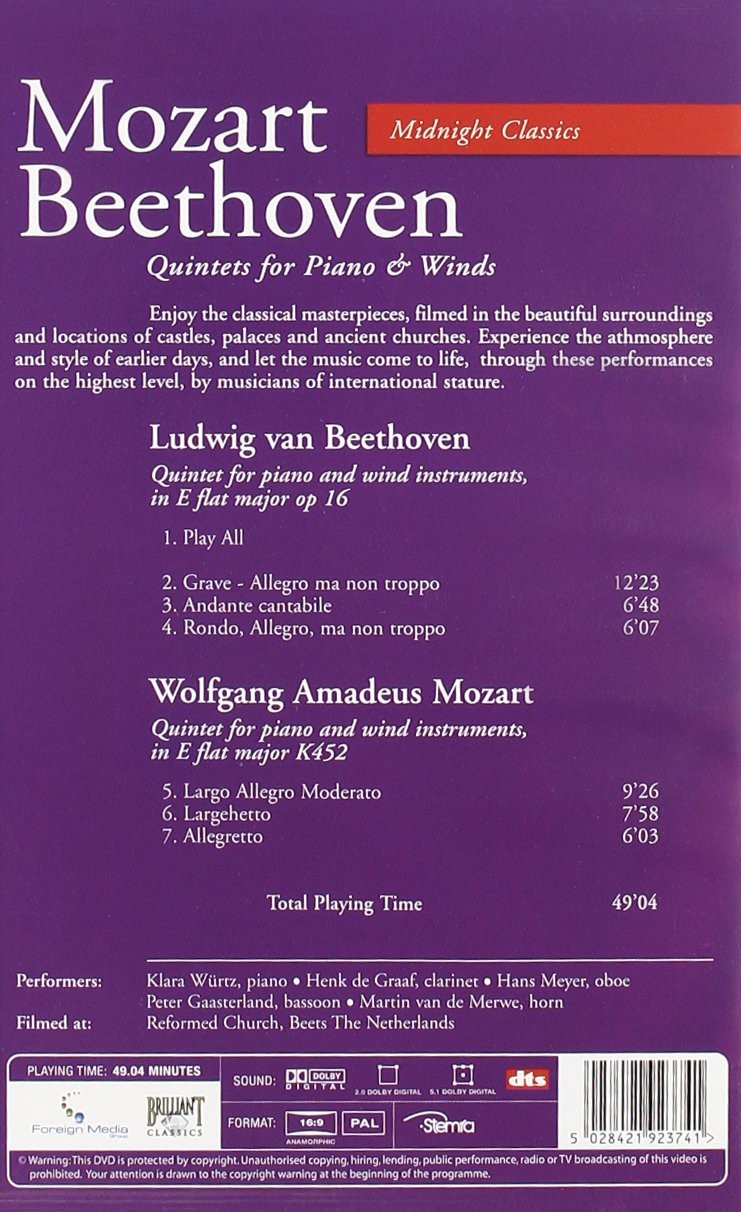 Mozart
Midnight Classics
Beethoven
Quintets for Piano & Winds
Enjoy the classical masterpieces, filmed in the beautiful surroundings
and locations of castles, palaces and ancient churches. Experience the athmosphere
and style of earlier days, and let the music come to life, through these performances
on the highest level, by musicians of international stature.
Ludwig van Beethoven
Quintet for piano and wind instruments,
in E flat major op 16
1. Play All
2. Grave - Allegro ma non troppo 12'23
3. Andante cantabile 6'48
4. Rondo, Allegro, ma non troppo 6'07
Wolfgang Amadeus Mozart
Quintet for piano and wind instruments,
in E flat major K452
5. Largo Allegro Moderato 9'26
6. Largehetto 7'58
7. Allegretto 6'03
Total Playing Time 49'04
Performers: Klara Würtz, piano • Henk de Graaf, clarinet • Hans Meyer, oboe
Peter Gaasterland, bassoon • Martin van de Merwe, horn
Filmed at: Reformed Church, Beets The Netherlands
PLAYING TIME: 49.04 MINUTES
Foreign Media
Group
BRILLIANT
CLASSICS
SOUND: DOLBY
DIGITAL
2.0 DOLBY DIGITAL
5.1 DOLBY DIGITAL
dts
FORMAT: 16:9
ANAMORPHIC
PAL
Stemra
5 028421 923741 >
© Warning: This DVD is protected by copyright. Unauthorised copying, hiring, lending, public performance, radio or TV broadcasting of this video is
prohibited. Your attention is drawn to the copyright warning at the beginning of the programme.